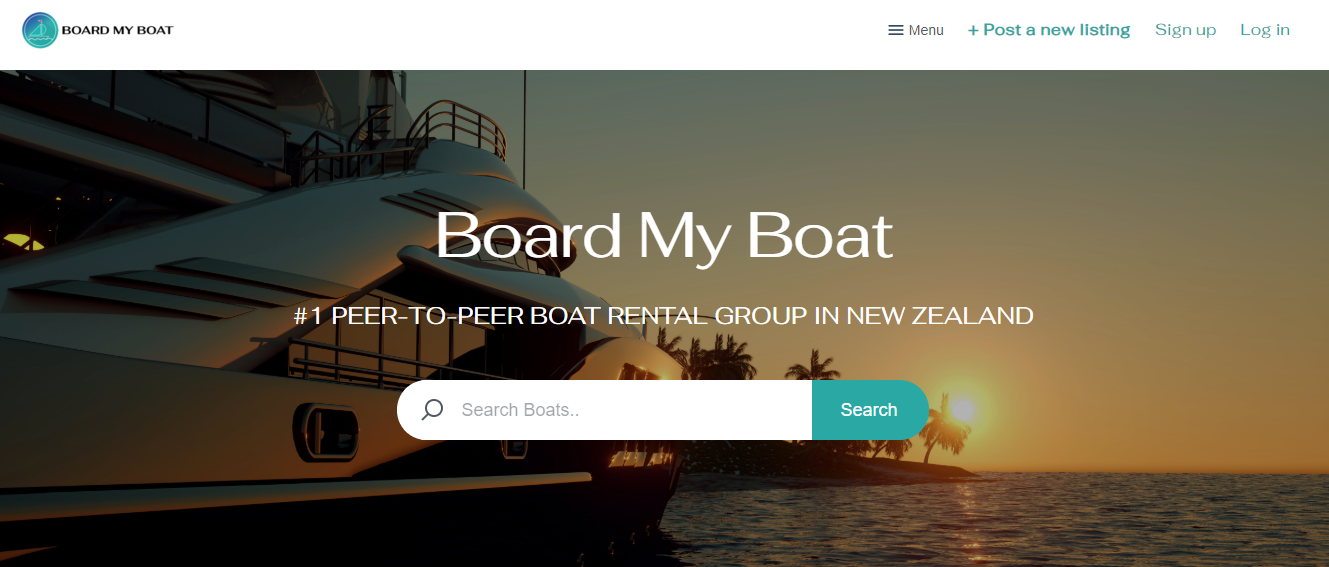 BOARD MY BOAT
Menu
+ Post a new listing
Sign up
Log in
Board My Boat
#1 PEER-TO-PEER BOAT RENTAL GROUP IN NEW ZEALAND
Search Boats..
Search